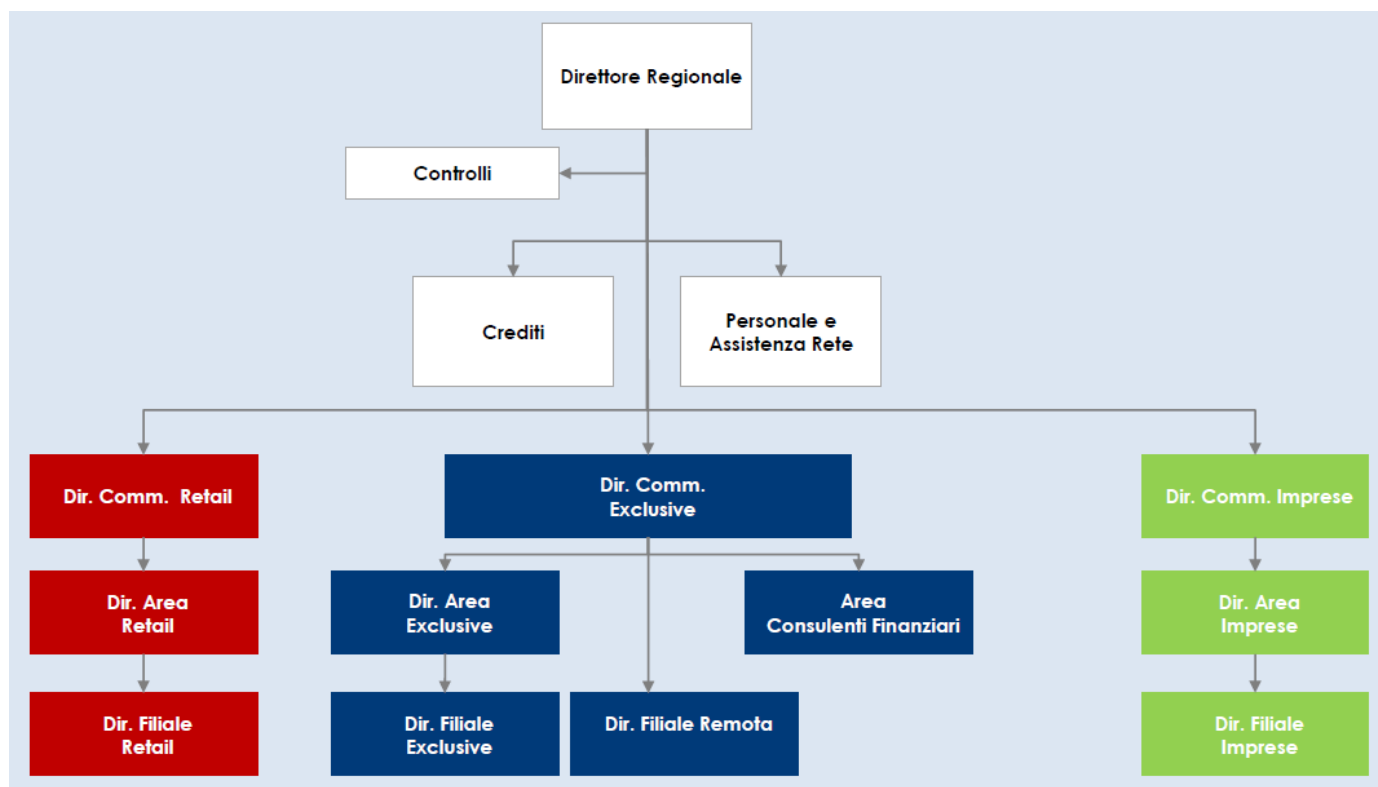 Direttore Regionale
Controlli
Crediti
Personale e
Assistenza Rete
Dir. Comm. Retail
Dir. Comm.
Exclusive
Dir. Comm. Imprese
Dir. Area
Retail
Dir. Area
Exclusive
Area
Consulenti Finanziari
Dir. Area
Imprese
Dir. Filiale
Retail
Dir. Filiale
Exclusive
Dir. Filiale Remota
Dir. Filiale
Imprese